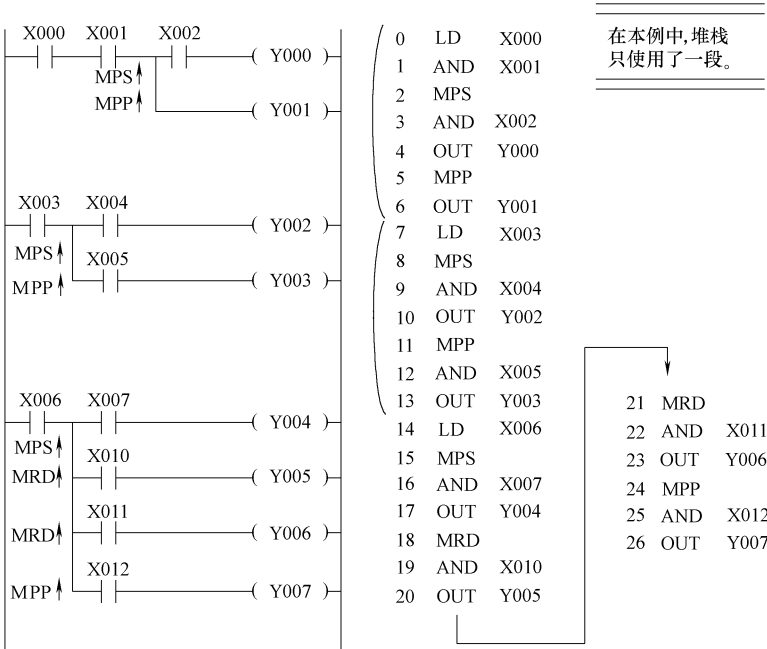 X000 X001 X002
( Y000 )
MPS
MPP
( Y001 )
X003 X004
( Y002 )
MPS
X005
MPP
( Y003 )
X006 X007
( Y004 )
MPS
X010
MRD
( Y005 )
X011
MRD
( Y006 )
X012
MPP
( Y007 )
0 LD X000
1 AND X001
2 MPS
3 AND X002
4 OUT Y000
5 MPP
6 OUT Y001
7 LD X003
8 MPS
9 AND X004
10 OUT Y002
11 MPP
12 AND X005
13 OUT Y003
14 LD X006
15 MPS
16 AND X007
17 OUT Y004
18 MRD
19 AND X010
20 OUT Y005
在本例中,堆栈
只使用了一段。
21 MRD
22 AND X011
23 OUT Y006
24 MPP
25 AND X012
26 OUT Y007